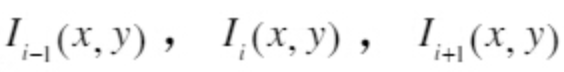 I_{i-1}(x, y)， I_i(x, y)， I_{i+1}(x, y)